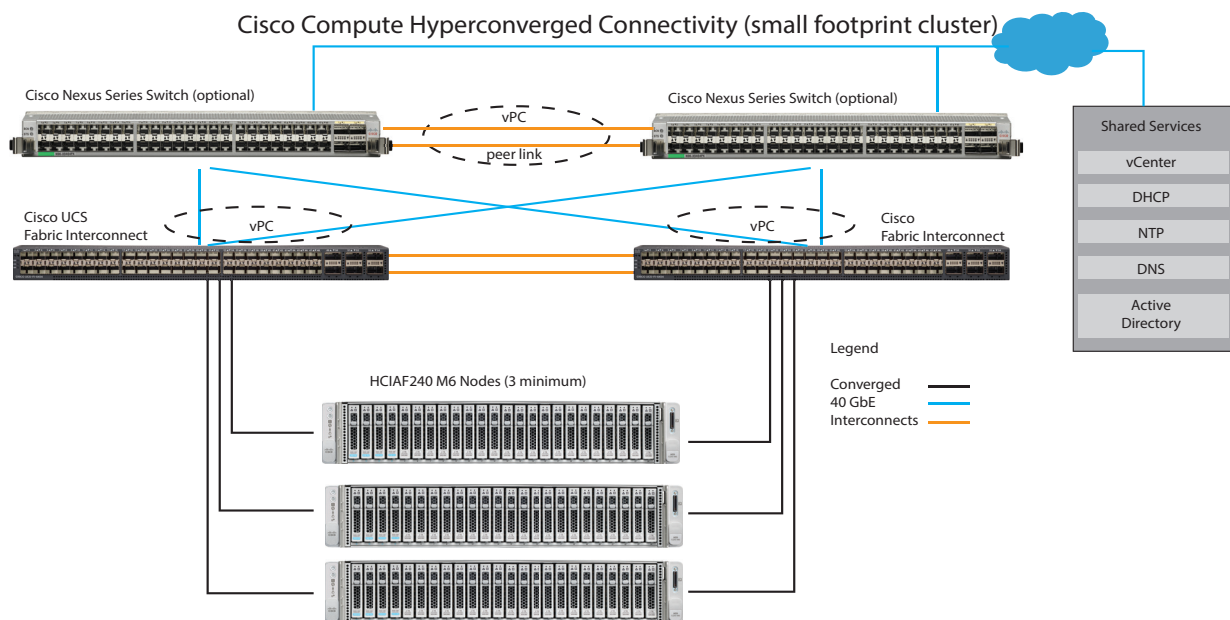 Cisco Compute Hyperconverged Connectivity (small footprint cluster)
Cisco Nexus Series Switch (optional)
Cisco Nexus Series Switch (optional)
vPC
peer link
Shared Services
vCenter
DHCP
NTP
DNS
Active
Directory
Cisco UCS
Fabric Interconnect
vPC
vPC
Cisco
Fabric Interconnect
Legend
Converged
40 GbE
Interconnects
HCIAF240 M6 Nodes (3 minimum)